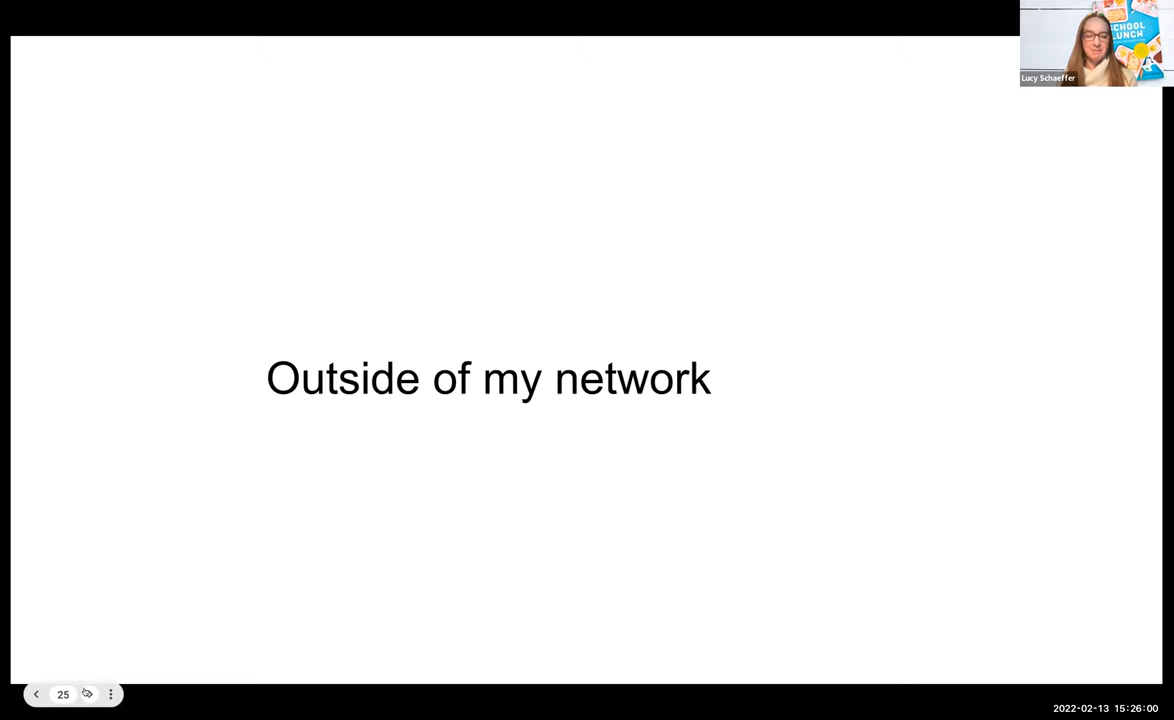 SCHOOL
LUNCH
Lucy Schaeffer
Outside of my network
25
2022-02-13 15:26:00